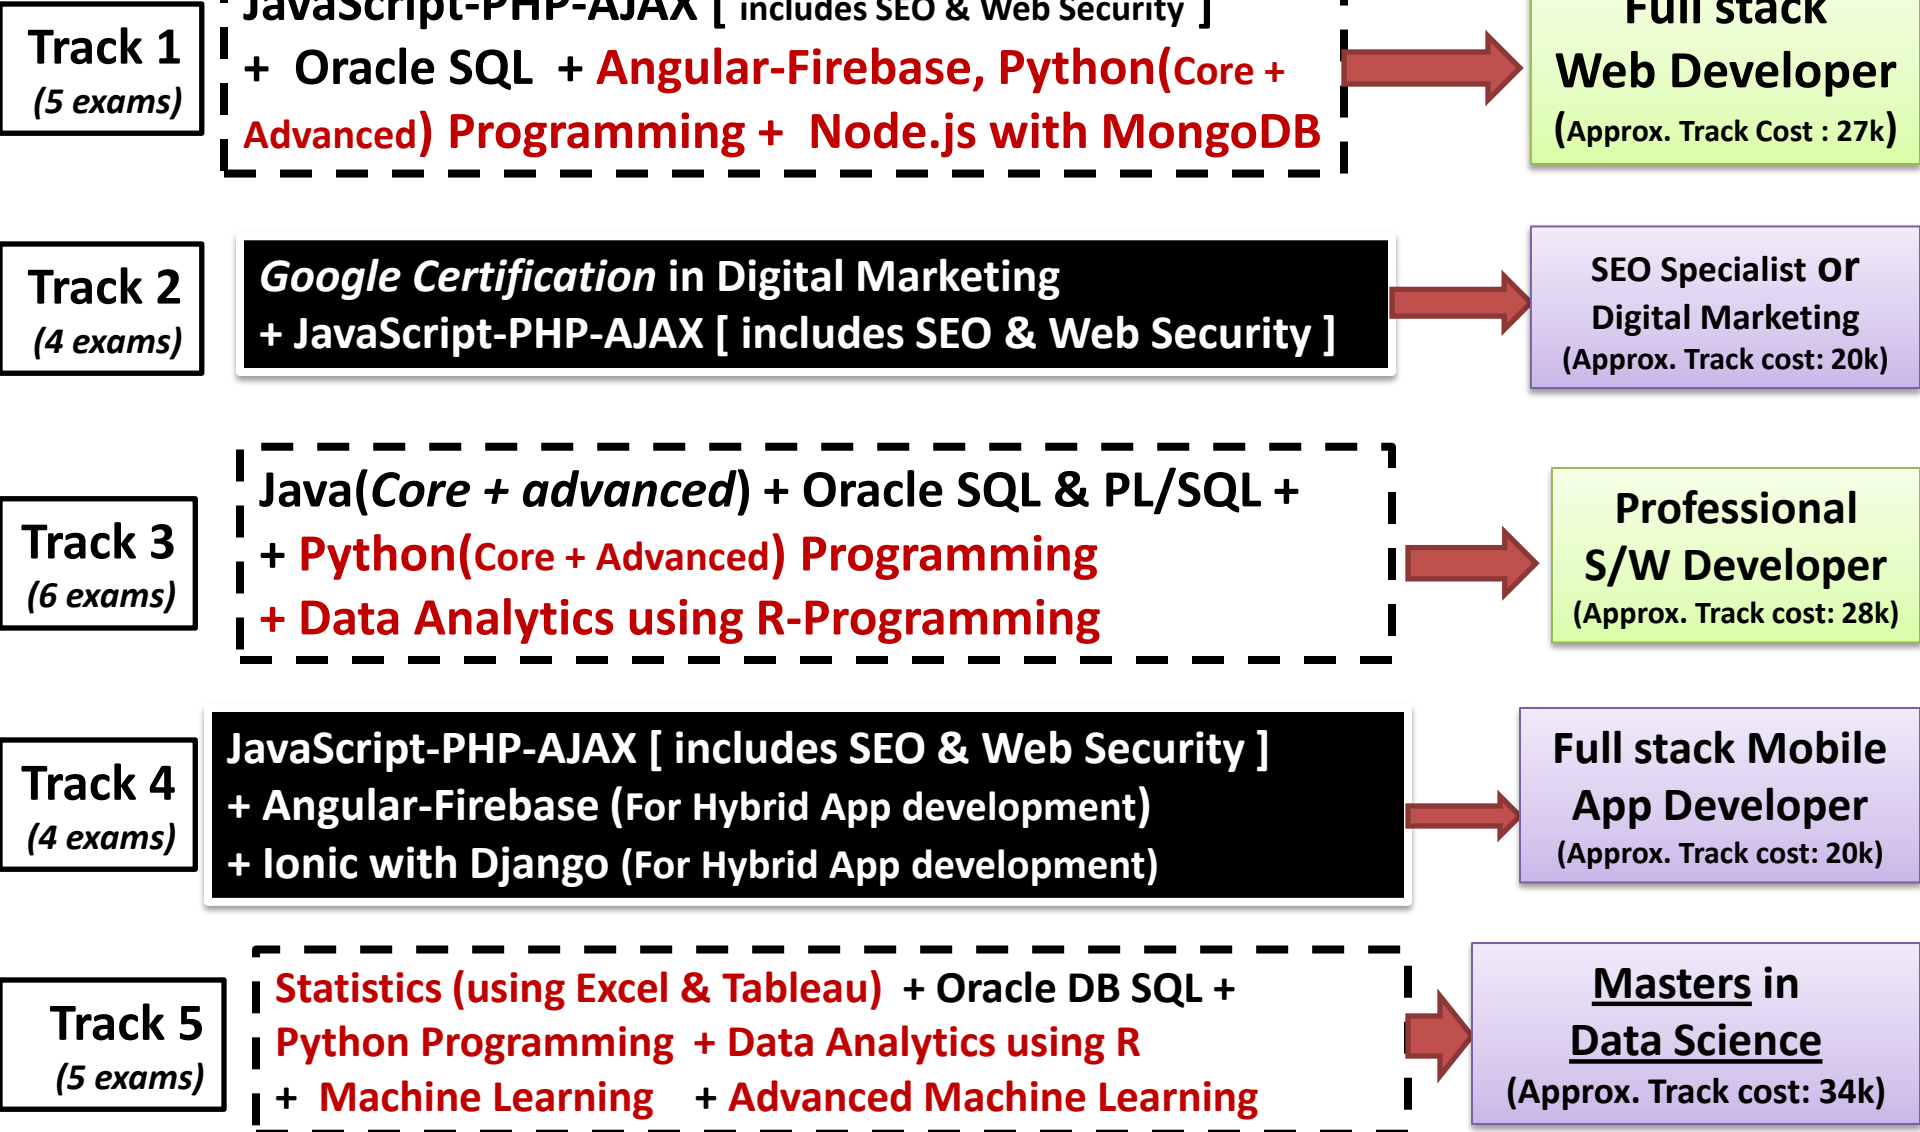 Track 1
(5 exams)
JavaScript-PHP-AJAX [ includes SEO & Web Security ]
+ Oracle SQL + Angular-Firebase, Python(Core +
Advanced) Programming + Node.js with MongoDB
Full stack
Web Developer
(Approx. Track Cost : 27k)
Track 2
(4 exams)
Google Certification in Digital Marketing
+ JavaScript-PHP-AJAX [ includes SEO & Web Security ]
SEO Specialist or
Digital Marketing
(Approx. Track cost: 20k)
Track 3
(6 exams)
Java(Core + advanced) + Oracle SQL & PL/SQL +
+ Python(Core + Advanced) Programming
+ Data Analytics using R-Programming
Professional
S/W Developer
(Approx. Track cost: 28k)
Track 4
(4 exams)
JavaScript-PHP-AJAX [ includes SEO & Web Security ]
+ Angular-Firebase (For Hybrid App development)
+ Ionic with Django (For Hybrid App development)
Full stack Mobile
App Developer
(Approx. Track cost: 20k)
Track 5
(5 exams)
Statistics (using Excel & Tableau) + Oracle DB SQL +
Python Programming + Data Analytics using R
+ Machine Learning + Advanced Machine Learning
Masters in
Data Science
(Approx. Track cost: 34k)